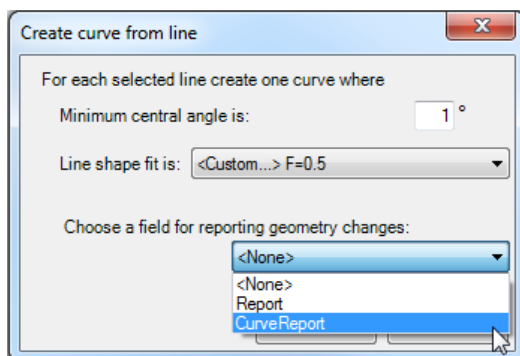 Create curve from line
For each selected line create one curve where
Minimum central angle is: 1 °
Line shape fit is: <Custom...> F=0.5
Choose a field for reporting geometry changes:
<None>
<None>
Report
CurveReport